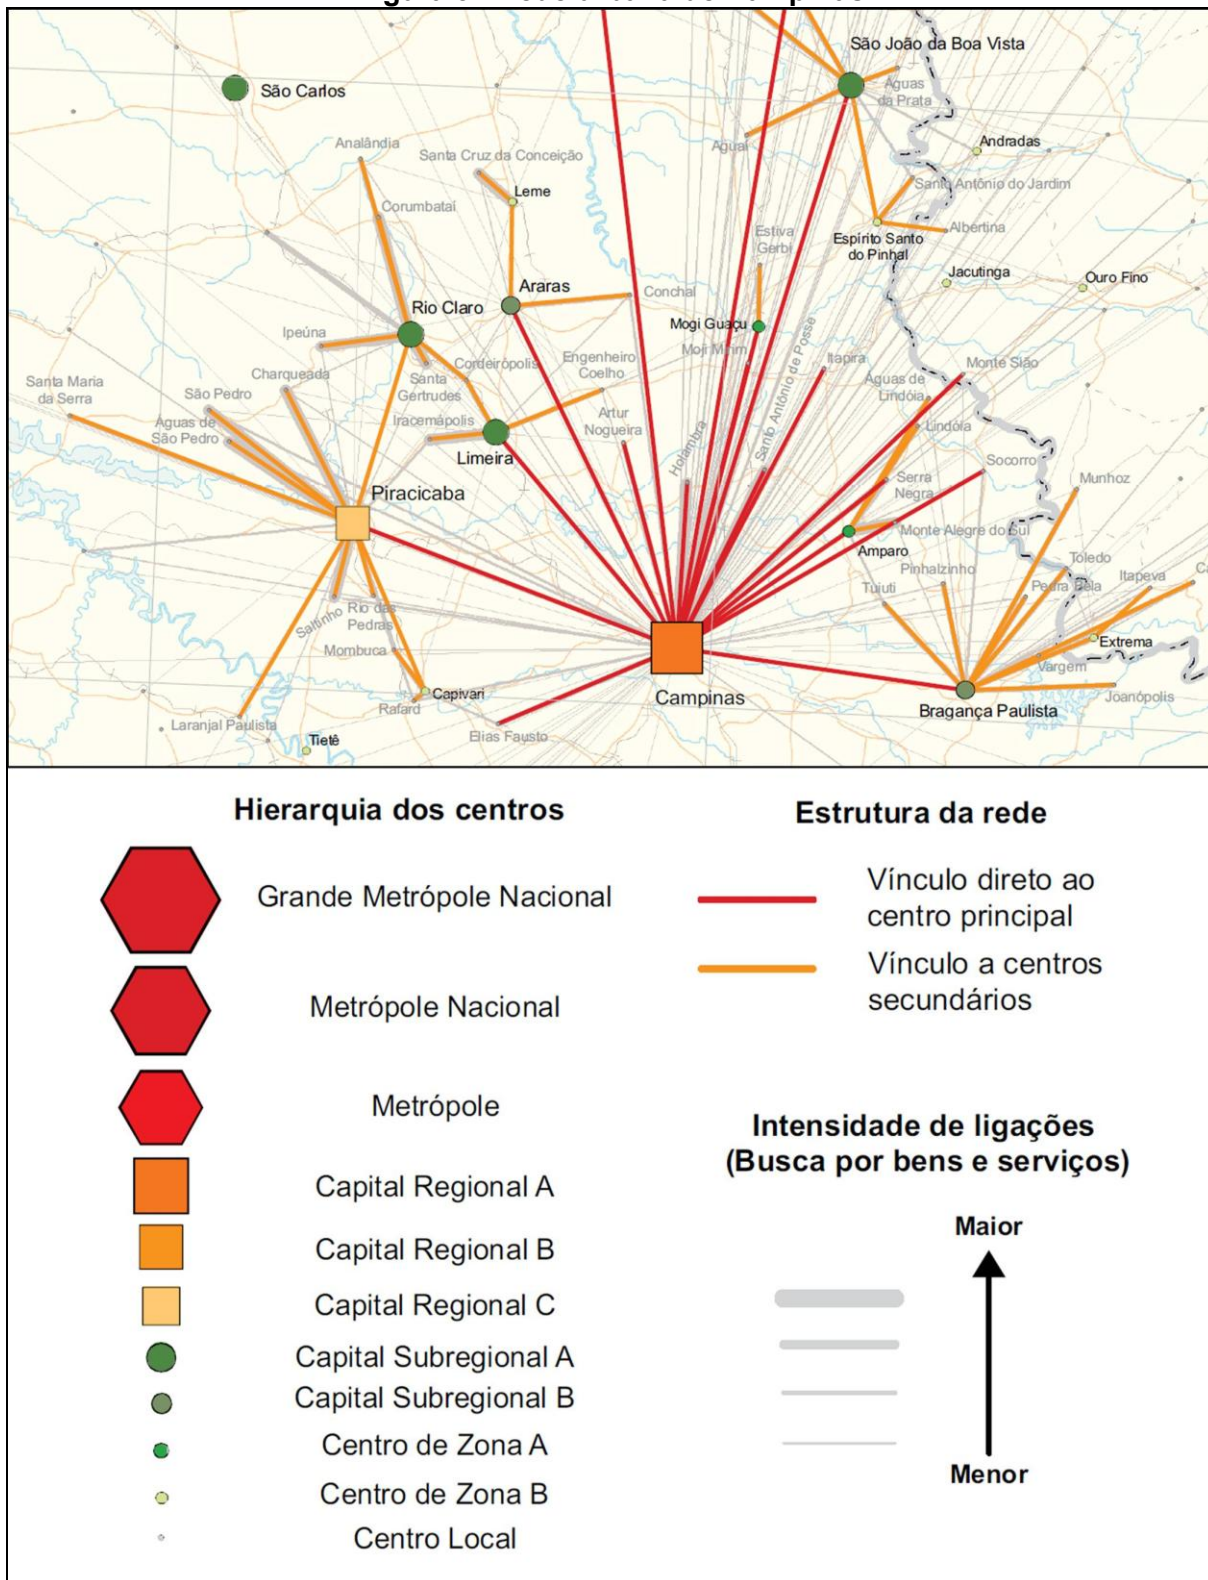 São João da Boa Vista
São Carlos
Águas
da Prata
Analândia
Aguaí
Andradas
Santa Cruz da Conceição
Leme
Santo Antônio do Jardim
Corumbataí
Estiva
Gerbi
Espírito Santo
do Pinhal
Albertina
Jacutinga
Ouro Fino
Araras
Conchal
Rio Claro
Mogi Guaçu
Ipeúna
Moji Mirim
Santo Antônio de Posse
Itapira
Cordeirópolis
Engenheiro
Coelho
Monte Sião
Charqueada
Santa
Gertrudes
Águas de
Lindóia
Santa Maria
da Serra
São Pedro
Águas de
São Pedro
Iracemápolis
Artur
Nogueira
Lindóia
Limeira
Holambra
Socorro
Piracicaba
Serra
Negra
Munhoz
Monte Alegre do Sul
Amparo
Pinhalzinho
Toledo
Tuiuti
Pedra Bela
Itapeva
Saltinho
Rio das
Pedras
Mombuca
Extrema
Vargem
Capivari
Campinas
Rafard
Joanópolis
Bragança Paulista
Laranjal Paulista
Elias Fausto
Tietê
Hierarquia dos centros
Grande Metrópole Nacional
Metrópole Nacional
Metrópole
Capital Regional A
Capital Regional B
Capital Regional C
Capital Subregional A
Capital Subregional B
Centro de Zona A
Centro de Zona B
Centro Local
Estrutura da rede
Vínculo direto ao
centro principal
Vínculo a centros
secundários
Intensidade de ligações
(Busca por bens e serviços)
Maior
Menor